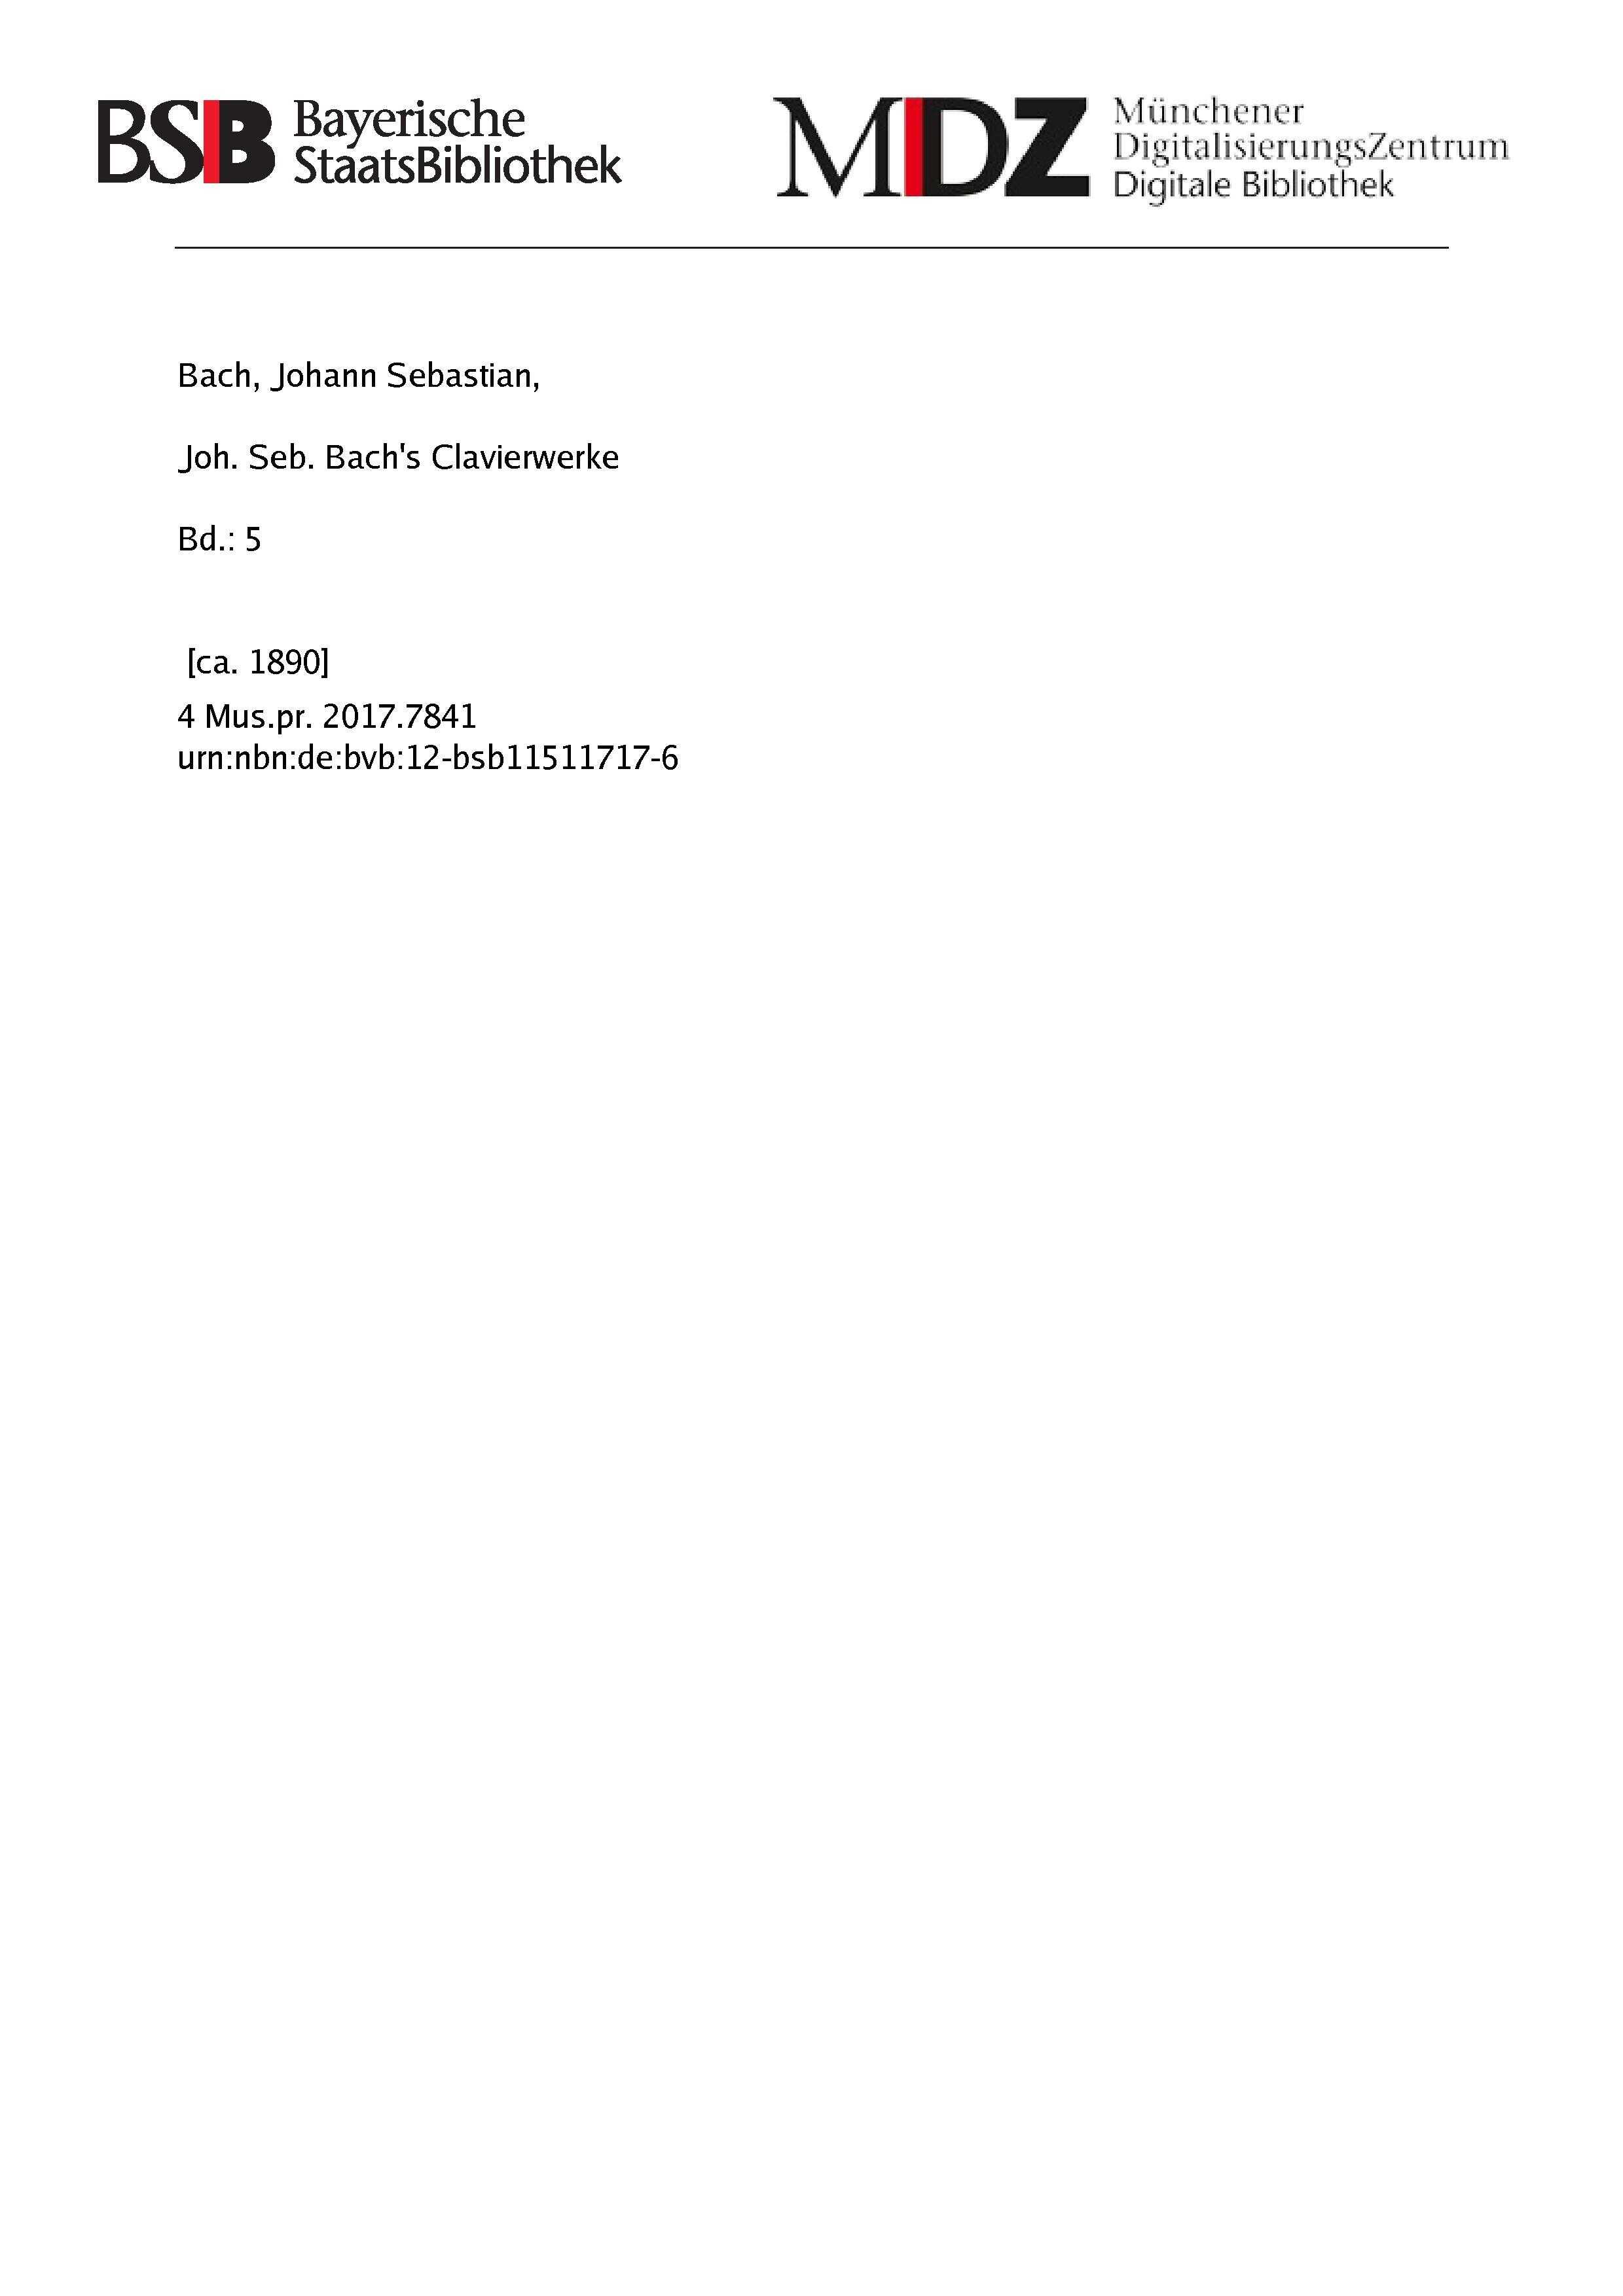 BSB Bayerische
StaatsBibliothek
MDZ Münchener
DigitalisierungsZentrum
Digitale Bibliothek
Bach, Johann Sebastian,
Joh. Seb. Bach's Clavierwerke
Bd.: 5
[ca. 1890]
4 Mus.pr. 2017.7841
urn:nbn:de:bvb:12-bsb11511717-6